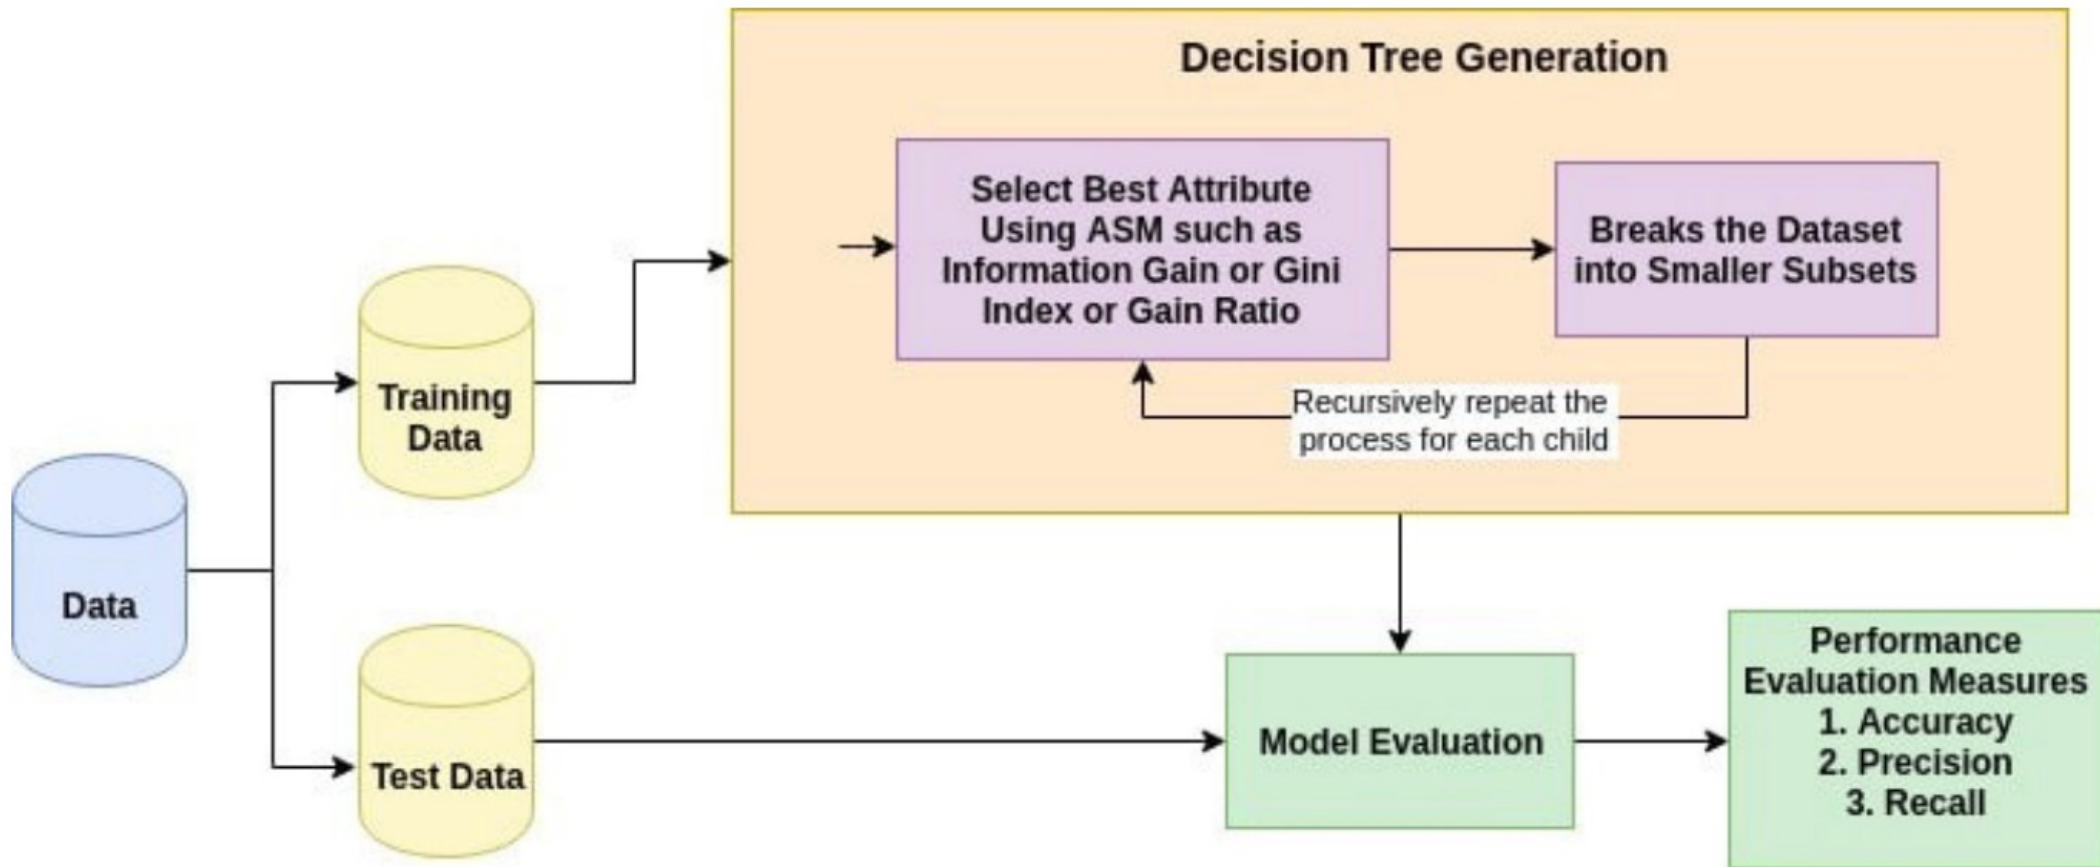 Decision Tree Generation
Select Best Attribute
Using ASM such as
Information Gain or Gini
Index or Gain Ratio
Breaks the Dataset
into Smaller Subsets
Recursively repeat the
process for each child
Training
Data
Data
Test Data
Model Evaluation
Performance
Evaluation Measures
1. Accuracy
2. Precision
3. Recall